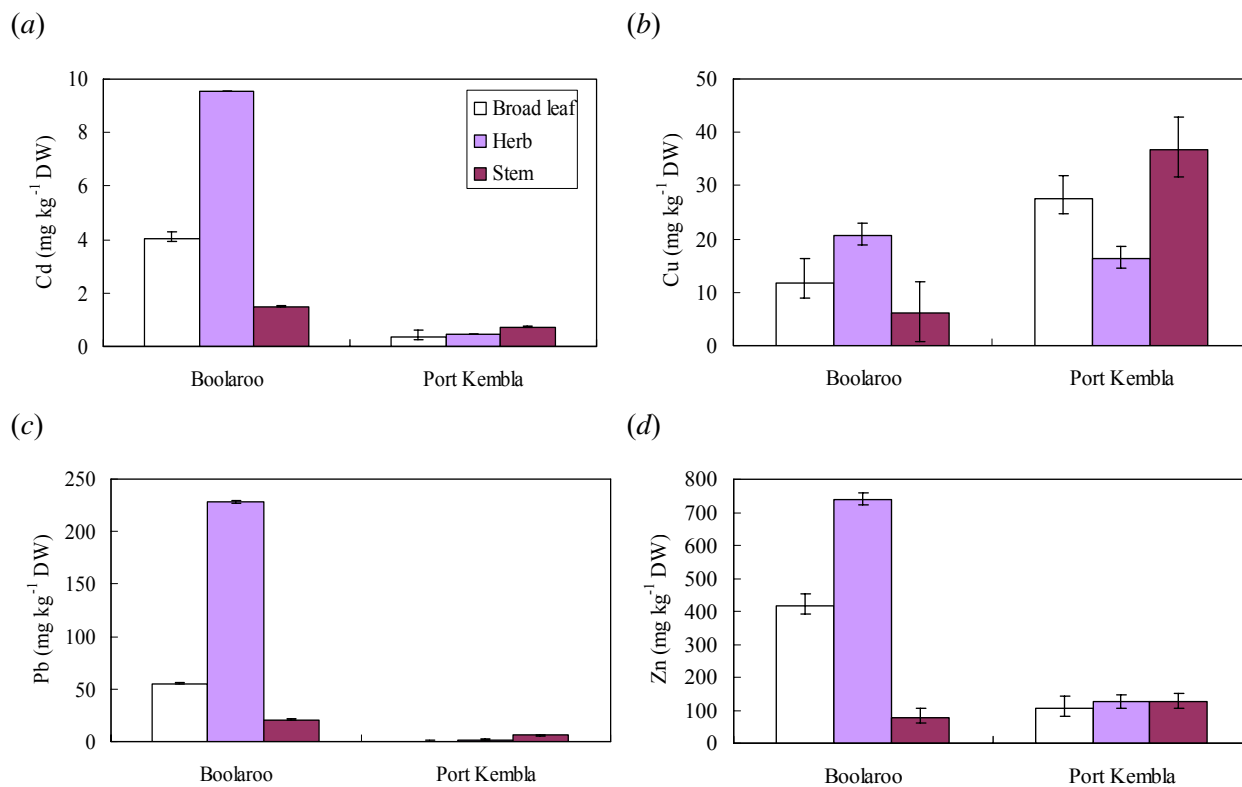 (a)
Cd (mg kg⁻¹ DW)
10
8
6
4
2
0
Broad leaf
Herb
Stem
Boolaroo Port Kembla
(b)
Cu (mg kg⁻¹ DW)
50
40
30
20
10
0
Boolaroo Port Kembla
(c)
Pb (mg kg⁻¹ DW)
250
200
150
100
50
0
Boolaroo Port Kembla
(d)
Zn (mg kg⁻¹ DW)
800
700
600
500
400
300
200
100
0
Boolaroo Port Kembla